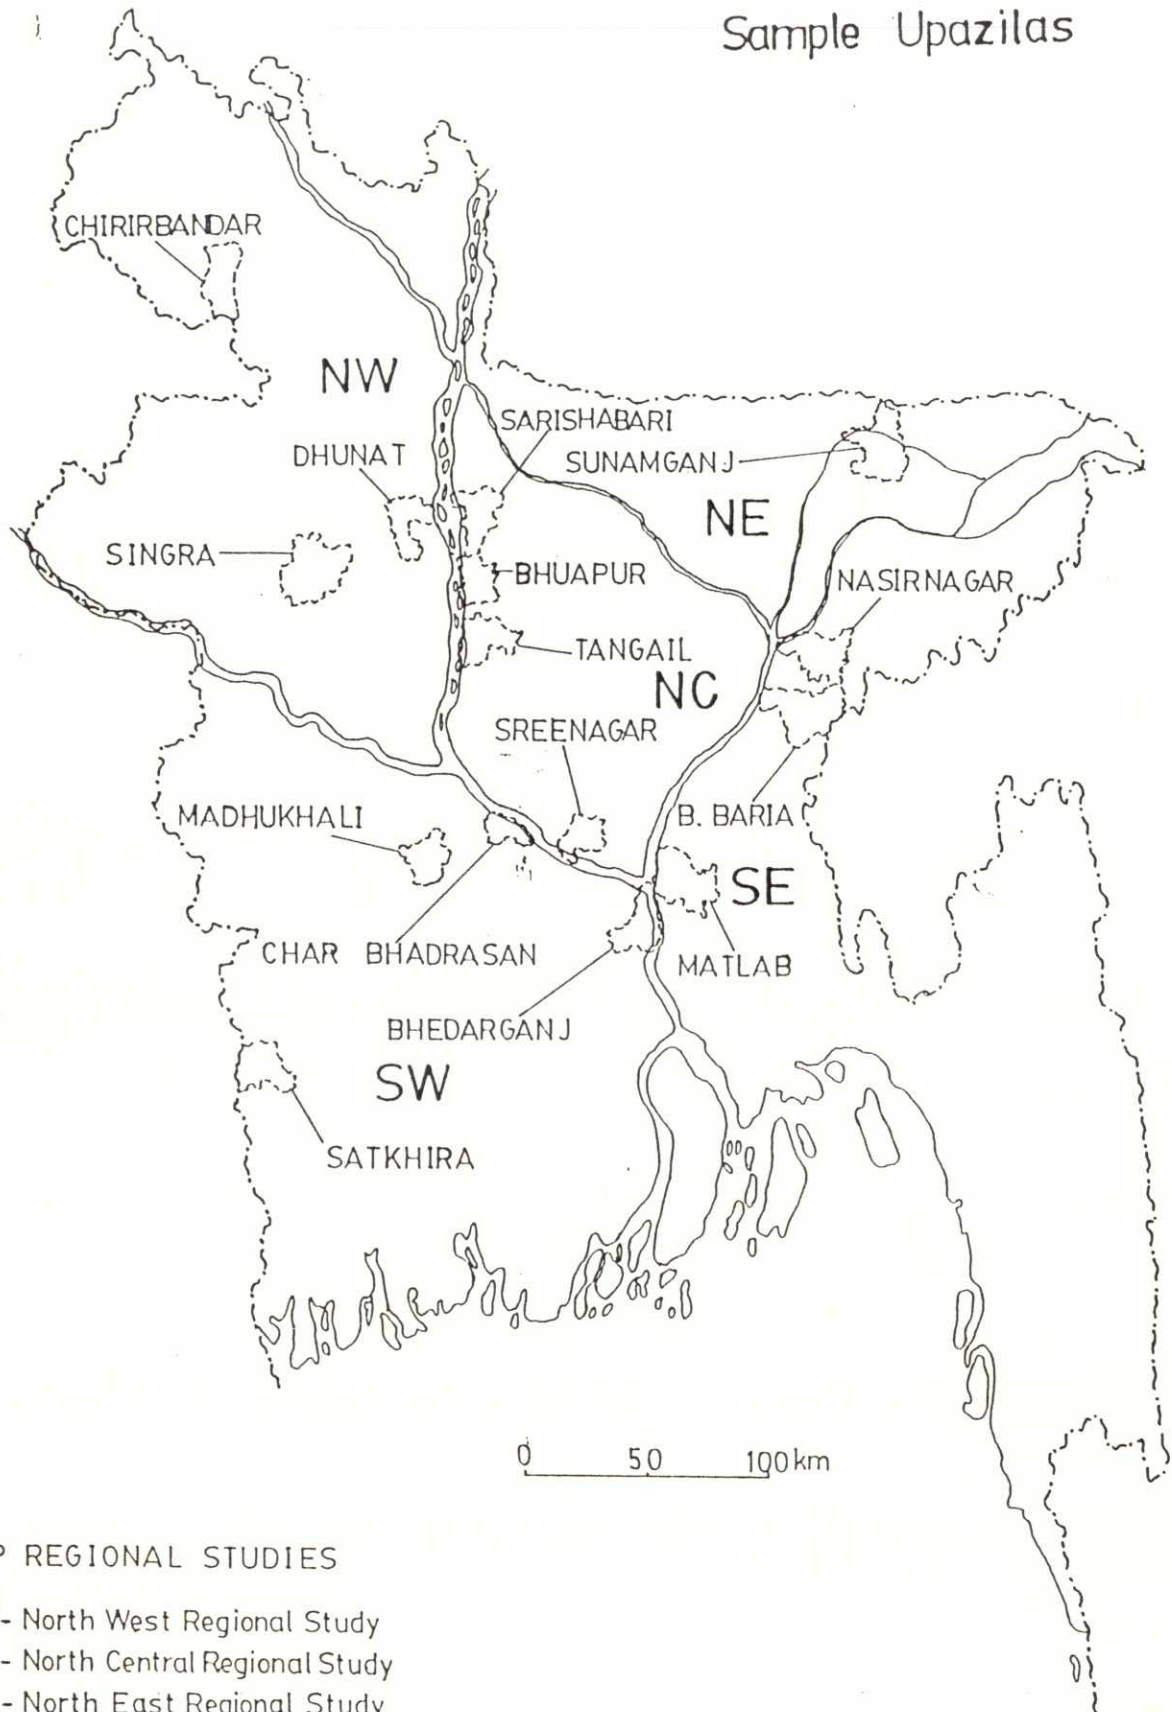 Sample Upazilas
CHIRIRBANDAR
NW
SARISHABARI
DHUNAT
SUNAMGANJ
NE
SINGRA
BHUAPUR
NASIRNAGAR
TANGAIL
NC
SREENAGAR
MADHUKHALI
B. BARIA
SE
CHAR BHADRASAN
MATLAB
BHEDARGANJ
SW
SATKHIRA
0 50 100 km
REGIONAL STUDIES
- North West Regional Study
- North Central Regional Study
- North East Regional Study